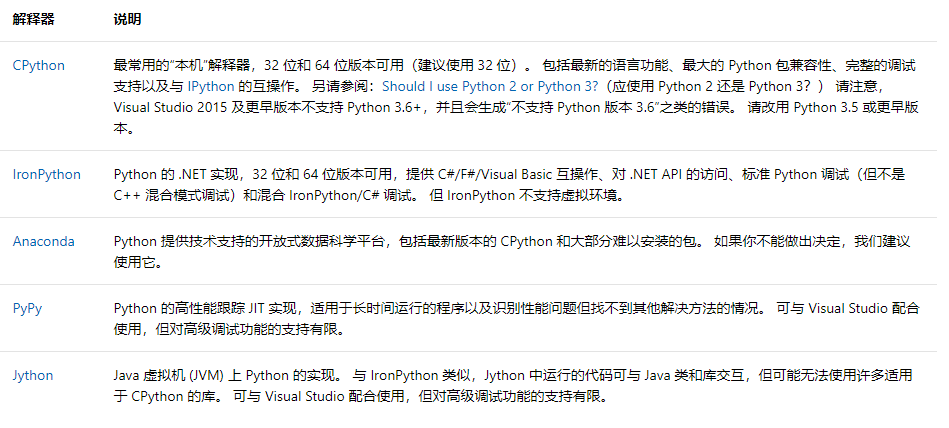 解释器 说明
CPython 最常用的“本机”解释器，32 位和 64 位版本可用（建议使用 32 位）。 包括最新的语言功能、最大的 Python 包兼容性、完整的调试
支持以及与 IPython 的互操作。 另请参阅：Should I use Python 2 or Python 3?（应使用 Python 2 还是 Python 3？） 请注意，
Visual Studio 2015 及更早版本不支持 Python 3.6+，并且会生成“不支持 Python 版本 3.6”之类的错误。 请改用 Python 3.5 或更早版
本。
IronPython Python 的 .NET 实现，32 位和 64 位版本可用，提供 C#/F#/Visual Basic 互操作、对 .NET API 的访问、标准 Python 调试（但不是
C++ 混合模式调试）和混合 IronPython/C# 调试。 但 IronPython 不支持虚拟环境。
Anaconda Python 提供技术支持的开放式数据科学平台，包括最新版本的 CPython 和大部分难以安装的包。 如果你不能做出决定，我们建议
使用它。
PyPy Python 的高性能跟踪 JIT 实现，适用于长时间运行的程序以及识别性能问题但找不到其他解决方法的情况。 可与 Visual Studio 配合
使用，但对高级调试功能的支持有限。
Jython Java 虚拟机 (JVM) 上 Python 的实现。 与 IronPython 类似，Jython 中运行的代码可与 Java 类和库交互，但可能无法使用许多适用
于 CPython 的库。 可与 Visual Studio 配合使用，但对高级调试功能的支持有限。